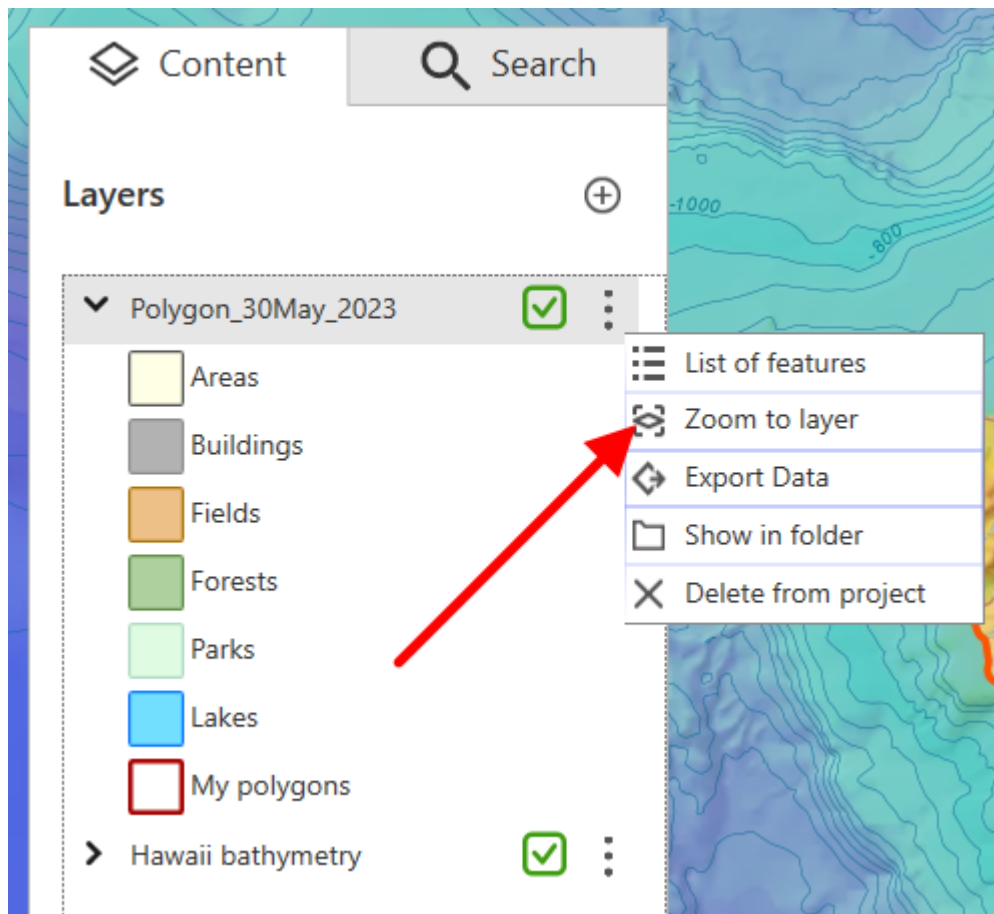 Content
Search
Layers
-1000
-800
Polygon_30May_2023
List of features
Areas
Zoom to layer
Buildings
Export Data
Fields
Show in folder
Forests
Delete from project
Parks
Lakes
My polygons
Hawaii bathymetry